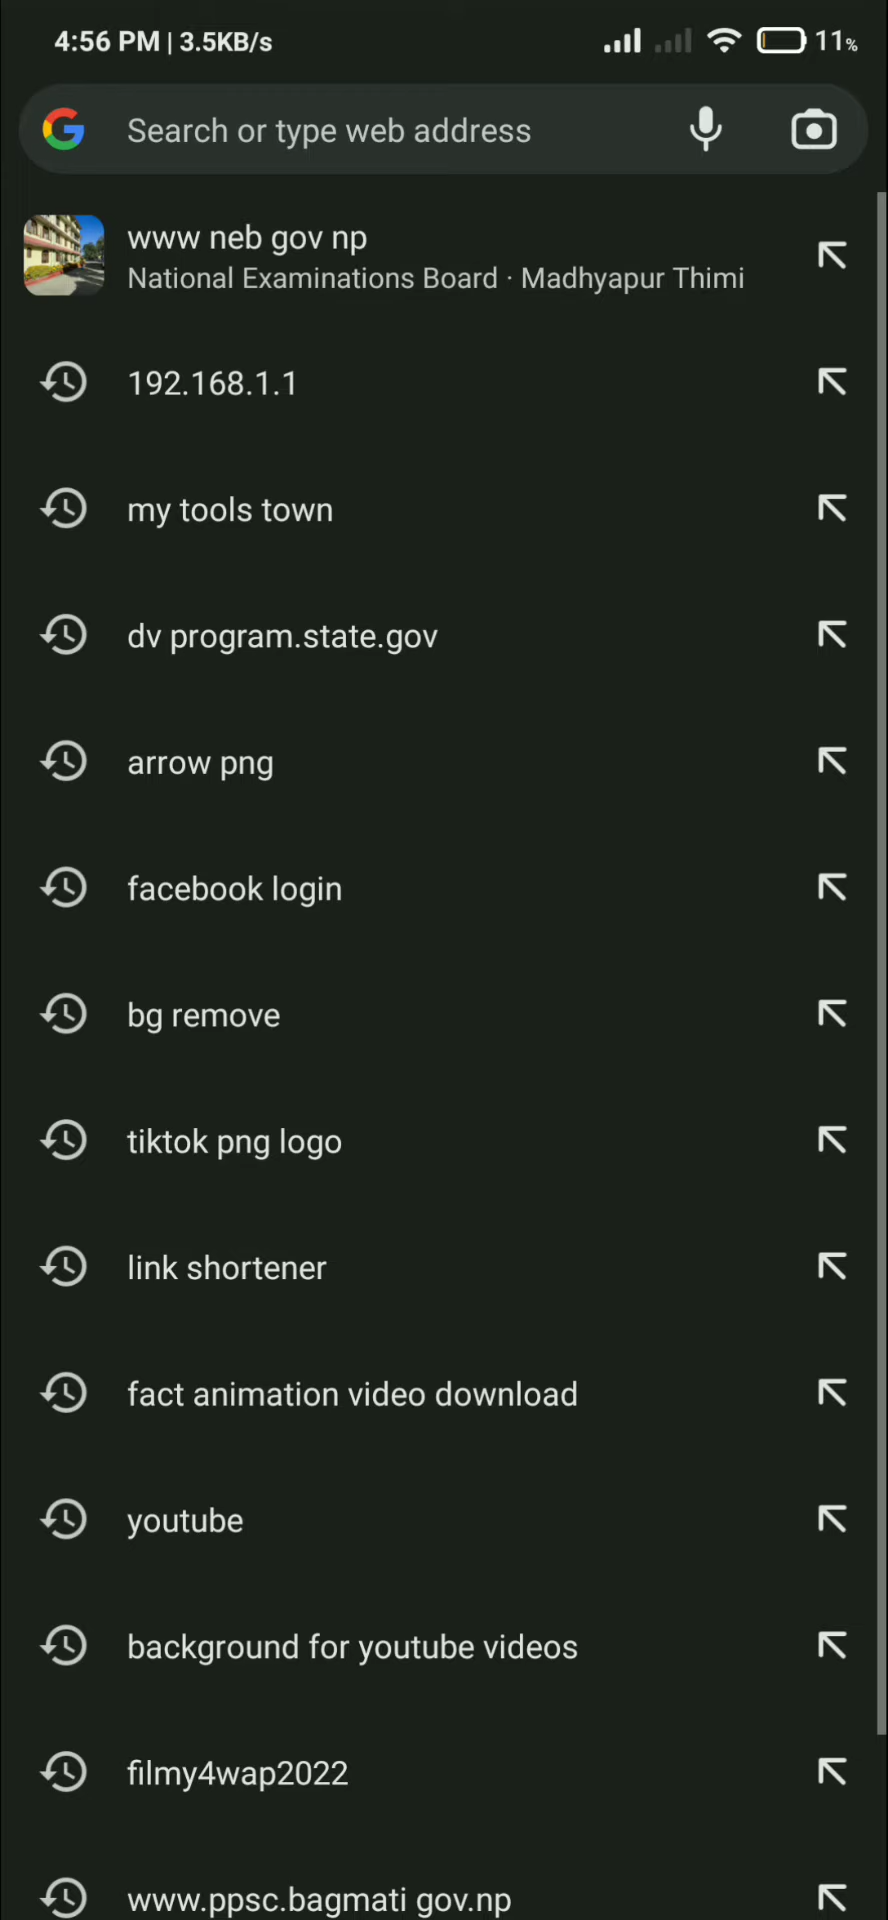 4:56 PM | 3.5KB/s 11%
Search or type web address
www neb gov np
National Examinations Board · Madhyapur Thimi
192.168.1.1
my tools town
dv program.state.gov
arrow png
facebook login
bg remove
tiktok png logo
link shortener
fact animation video download
youtube
background for youtube videos
filmy4wap2022
www.ppsc.bagmati gov.np